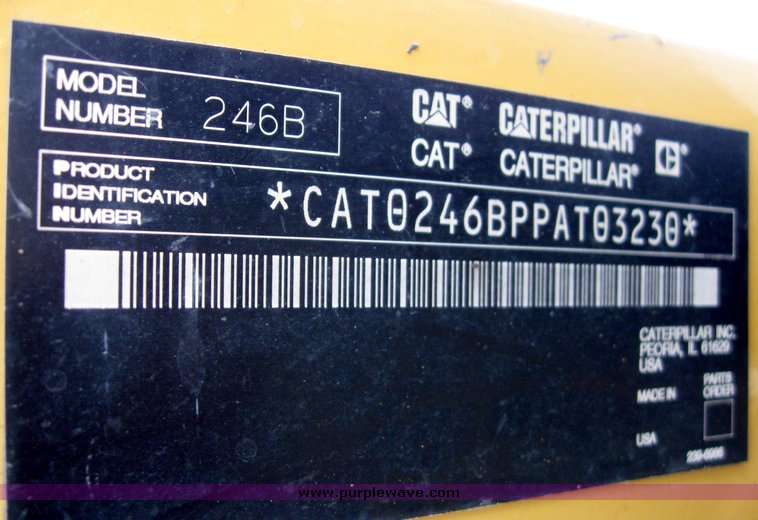 MODEL
NUMBER 246B
CAT® CATERPILLAR®
CAT® CATERPILLAR®
PRODUCT
IDENTIFICATION
NUMBER
*CAT0246BPPAT03230*
CATERPILLAR INC.
PEORIA, IL 61629
USA
MADE IN
PARTS
ORDER
USA
www.purplewave.com